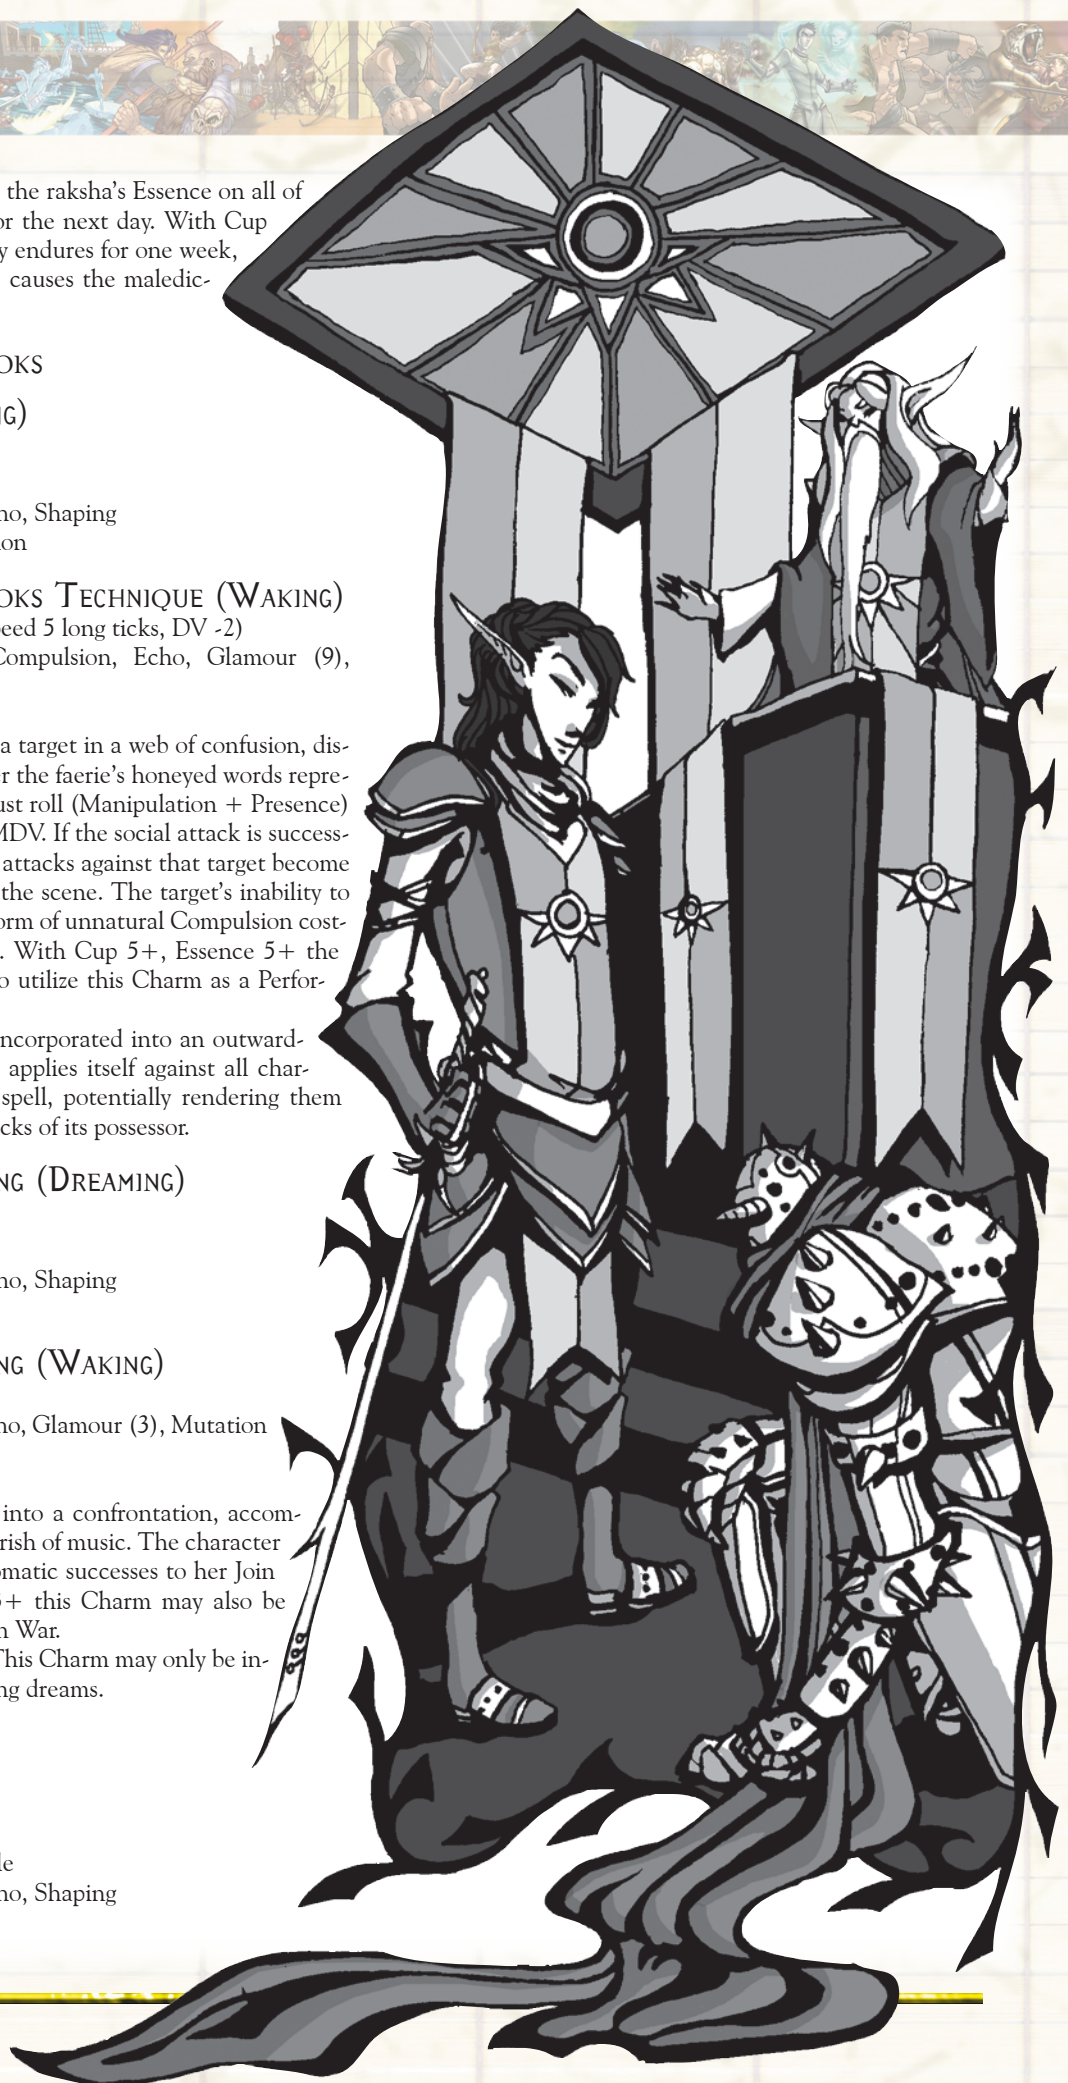 the raksha's Essence on all of
or the next day. With Cup
y endures for one week,
causes the maledic-
OKS
NG)
ho, Shaping
ion
OKS TECHNIQUE (WAKING)
peed 5 long ticks, DV -2)
Compulsion, Echo, Glamour (9),
a target in a web of confusion, dis-
er the faerie's honeyed words repre-
ust roll (Manipulation + Presence)
MDV. If the social attack is success-
attacks against that target become
the scene. The target's inability to
orm of unnatural Compulsion cost-
. With Cup 5+, Essence 5+ the
o utilize this Charm as a Perfor-
ncorporated into an outward-
applies itself against all char-
spell, potentially rendering them
cks of its possessor.
NG (DREAMING)
ho, Shaping
NG (WAKING)
ho, Glamour (3), Mutation
into a confrontation, accom-
rish of music. The character
omatic successes to her Join
5+ this Charm may also be
n War.
This Charm may only be in-
ng dreams.
le
ho, Shaping